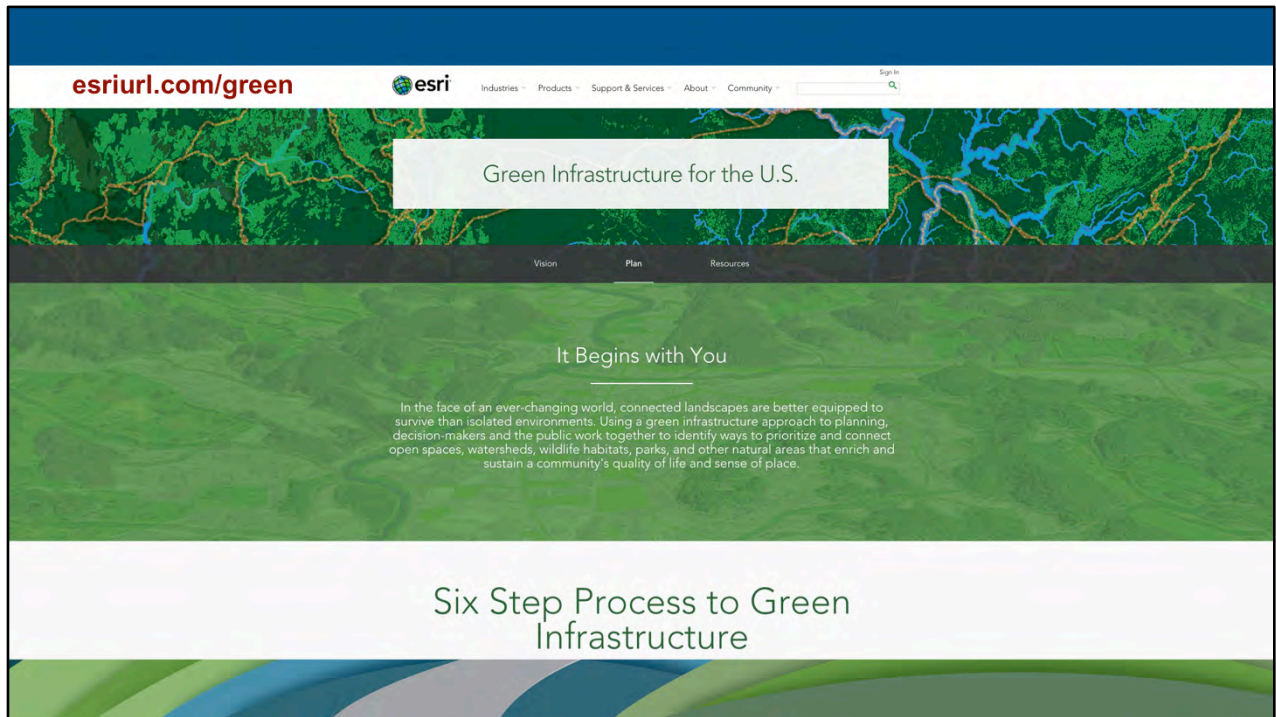 esriurl.com/green
esri
Industries
Products
Support & Services
About
Community
Sign In
Green Infrastructure for the U.S.
Vision
Plan
Resources
It Begins with You
In the face of an ever-changing world, connected landscapes are better equipped to
survive than isolated environments. Using a green infrastructure approach to planning,
decision-makers and the public work together to identify ways to prioritize and connect
open spaces, watersheds, wildlife habitats, parks, and other natural areas that enrich and
sustain a community's quality of life and sense of place.
Six Step Process to Green
Infrastructure